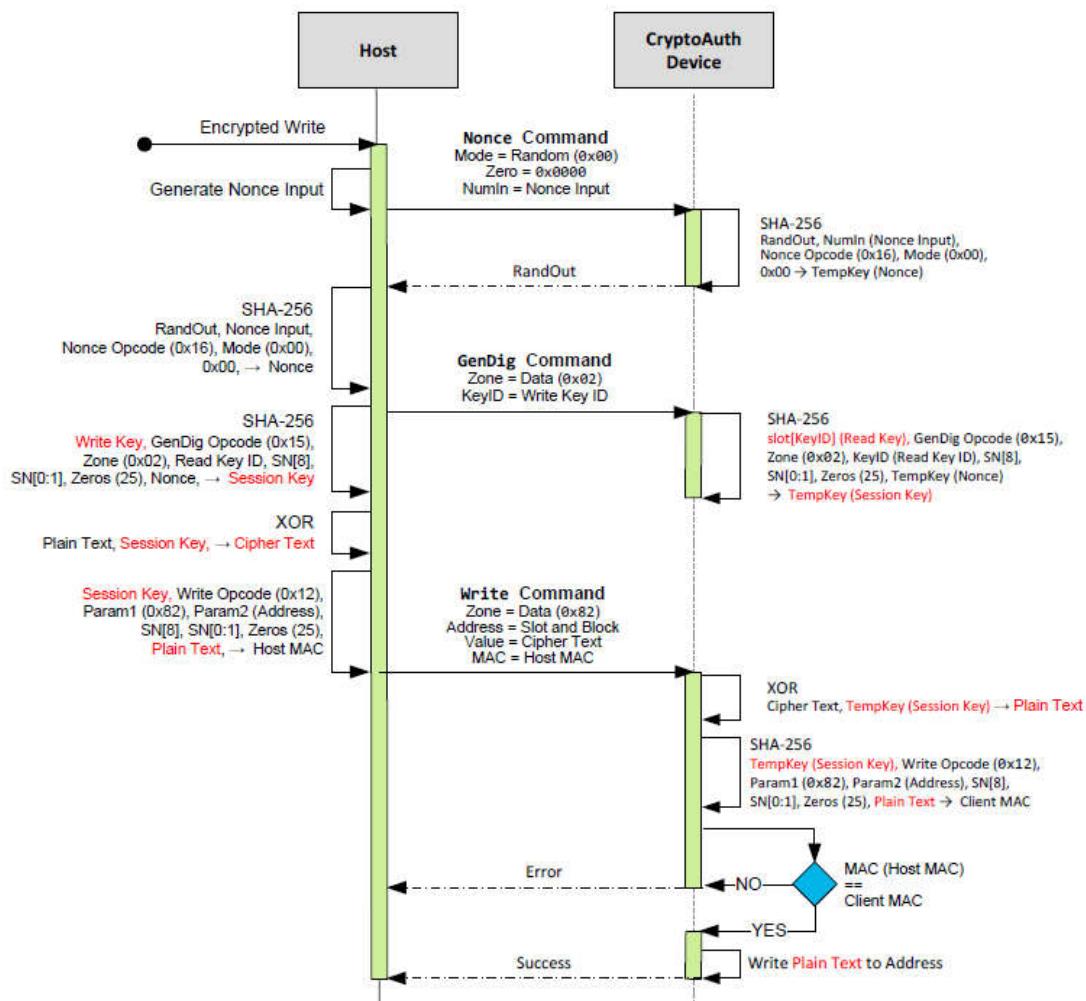 Host
CryptoAuth
Device
Encrypted Write
Nonce Command
Mode = Random (0x00)
Zero = 0x0000
NumIn = Nonce Input
Generate Nonce Input
SHA-256
RandOut, NumIn (Nonce Input),
Nonce Opcode (0x16), Mode (0x00),
0x00 → TempKey (Nonce)
RandOut
SHA-256
RandOut, Nonce Input,
Nonce Opcode (0x16), Mode (0x00),
0x00, → Nonce
GenDig Command
Zone = Data (0x02)
KeyID = Write Key ID
SHA-256
Write Key, GenDig Opcode (0x15),
Zone (0x02), Read Key ID, SN[8],
SN[0:1], Zeros (25), Nonce, → Session Key
SHA-256
slot[KeyID] (Read Key), GenDig Opcode (0x15),
Zone (0x02), KeyID (Read Key ID), SN[8],
SN[0:1], Zeros (25), TempKey (Nonce)
→ TempKey (Session Key)
XOR
Plain Text, Session Key, → Cipher Text
Session Key, Write Opcode (0x12),
Param1 (0x82), Param2 (Address),
SN[8], SN[0:1], Zeros (25),
Plain Text, → Host MAC
Write Command
Zone = Data (0x82)
Address = Slot and Block
Value = Cipher Text
MAC = Host MAC
XOR
Cipher Text, TempKey (Session Key) → Plain Text
SHA-256
TempKey (Session Key), Write Opcode (0x12),
Param1 (0x82), Param2 (Address), SN[8],
SN[0:1], Zeros (25), Plain Text → Client MAC
Error
NO
MAC (Host MAC)
==
Client MAC
YES
Success
Write Plain Text to Address